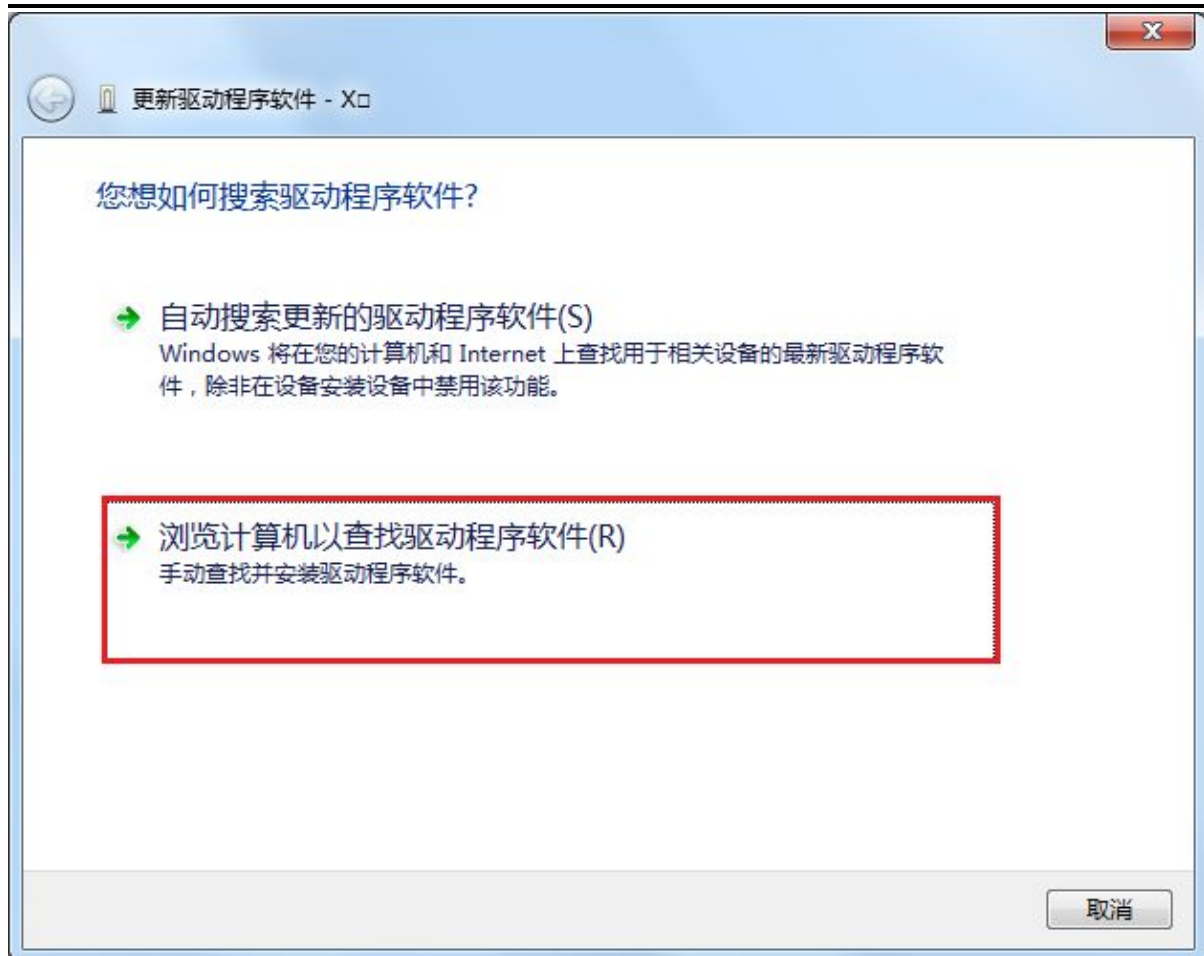 更新驱动程序软件 - X□
您想如何搜索驱动程序软件?
自动搜索更新的驱动程序软件(S)
Windows 将在您的计算机和 Internet 上查找用于相关设备的最新驱动程序软
件，除非在设备安装设备中禁用该功能。
浏览计算机以查找驱动程序软件(R)
手动查找并安装驱动程序软件。
取消